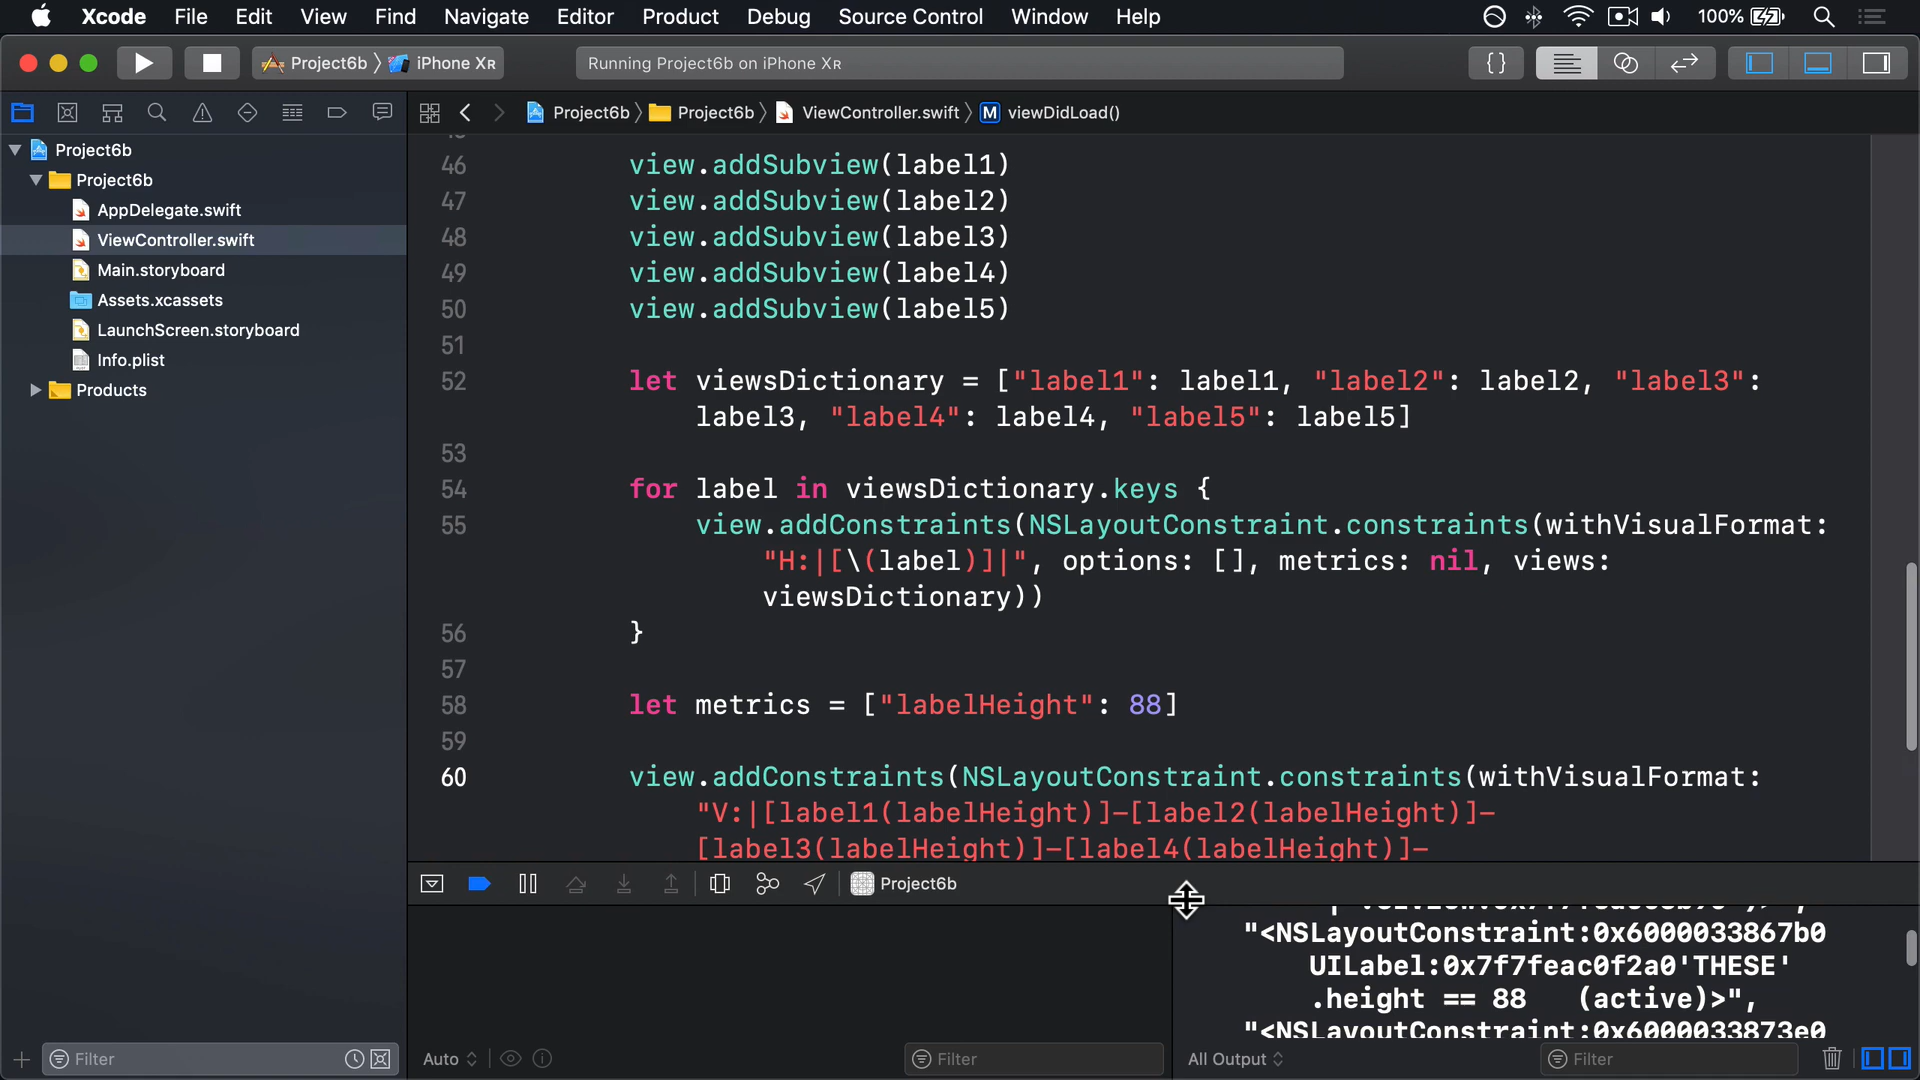 Xcode File Edit View Find Navigate Editor Product Debug Source Control Window Help 100%
Project6b iPhone XR Running Project6b on iPhone XR { }
Project6b Project6b ViewController.swift M viewDidLoad()
Project6b
Project6b
AppDelegate.swift
ViewController.swift
Main.storyboard
Assets.xcassets
LaunchScreen.storyboard
Info.plist
Products
46 view.addSubview(label1)
47 view.addSubview(label2)
48 view.addSubview(label3)
49 view.addSubview(label4)
50 view.addSubview(label5)
51
52 let viewsDictionary = ["label1": label1, "label2": label2, "label3":
label3, "label4": label4, "label5": label5]
53
54 for label in viewsDictionary.keys {
55 view.addConstraints(NSLayoutConstraint.constraints(withVisualFormat:
"H:|[\(label)]|", options: [], metrics: nil, views:
viewsDictionary))
56 }
57
58 let metrics = ["labelHeight": 88]
59
60 view.addConstraints(NSLayoutConstraint.constraints(withVisualFormat:
"V:|[label1(labelHeight)]-[label2(labelHeight)]-
[label3(labelHeight)]-[label4(labelHeight)]-
Project6b
"<NSLayoutConstraint:0x6000033867b0
UILabel:0x7f7feac0f2a0'THESE'
.height == 88 (active)>",
"<NSLayoutConstraint:0x6000033873e0
Filter Auto Filter All Output Filter